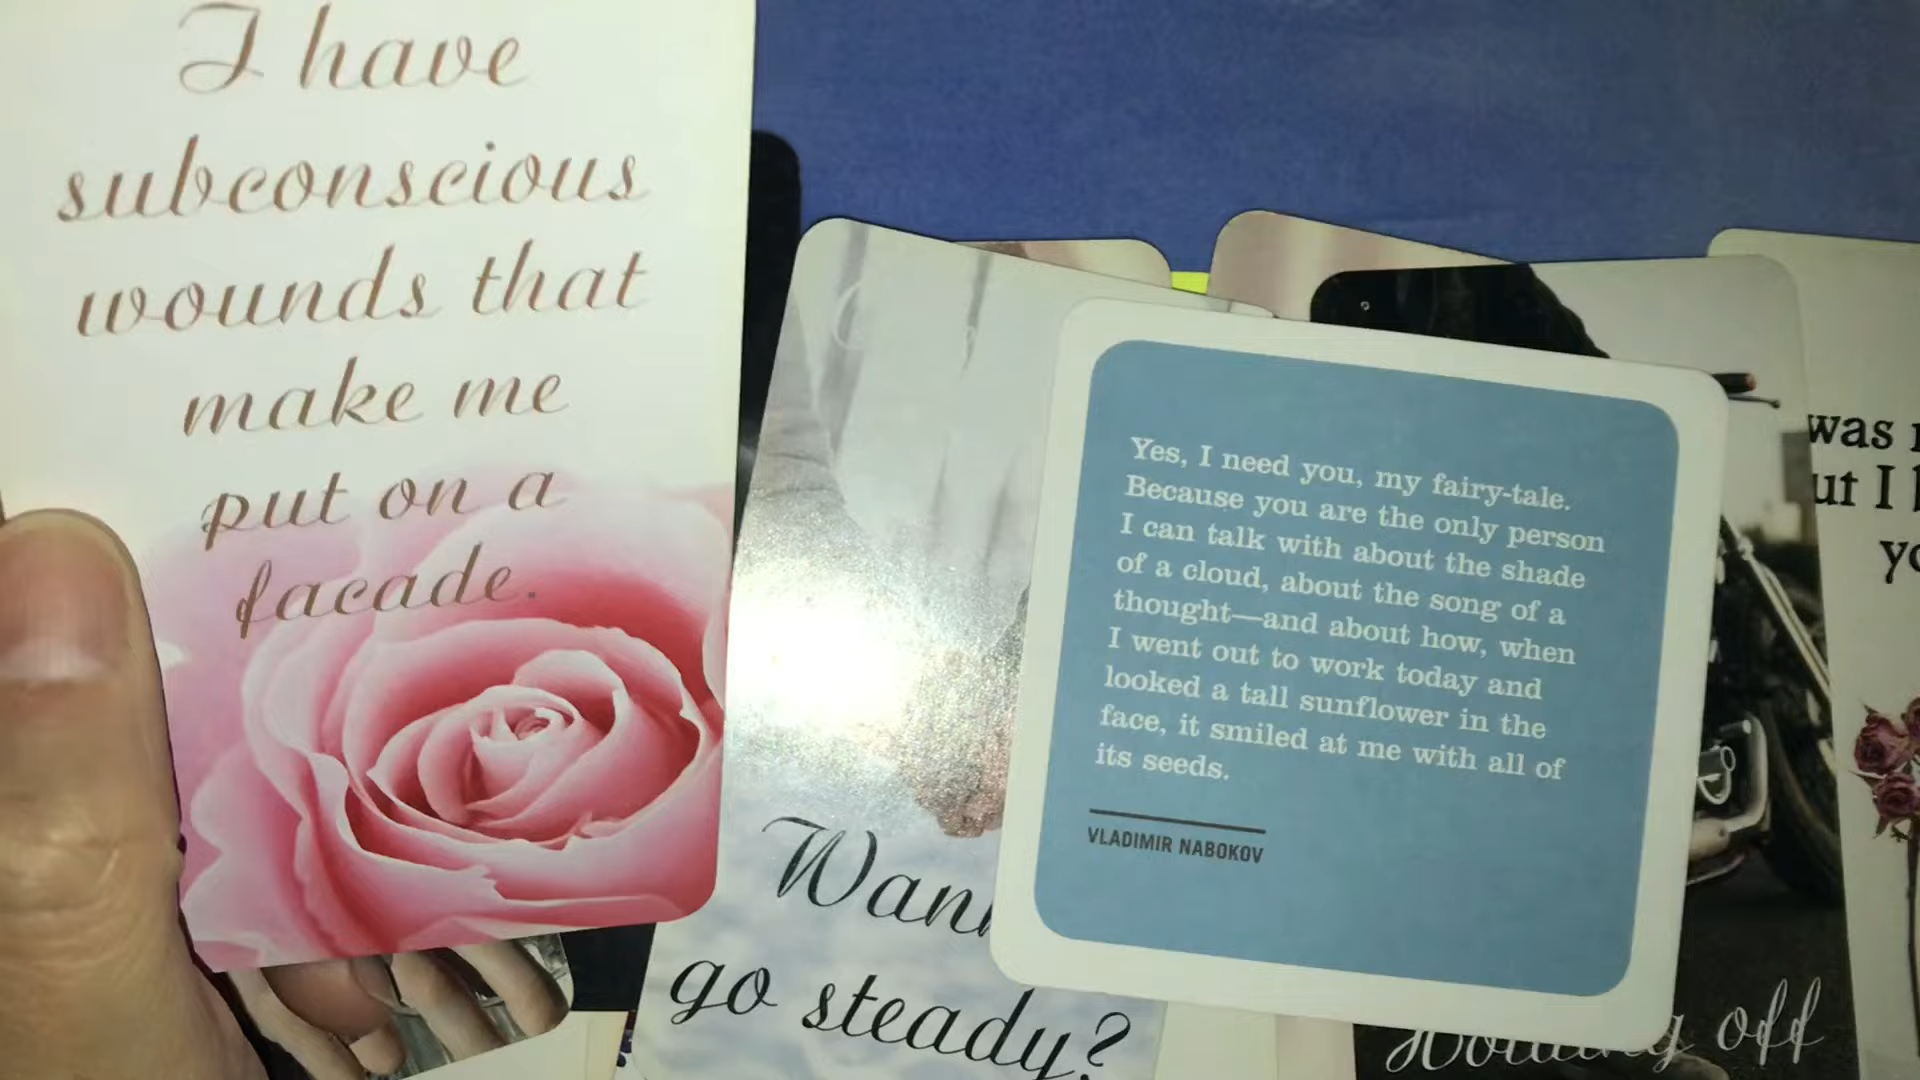 I have
subconscious
wounds that
make me
put on a
facade.
go steady?
Yes, I need you, my fairy-tale.
Because you are the only person
I can talk with about the shade
of a cloud, about the song of a
thought—and about how, when
I went out to work today and
looked a tall sunflower in the
face, it smiled at me with all of
its seeds.
VLADIMIR NABOKOV
off
was
I